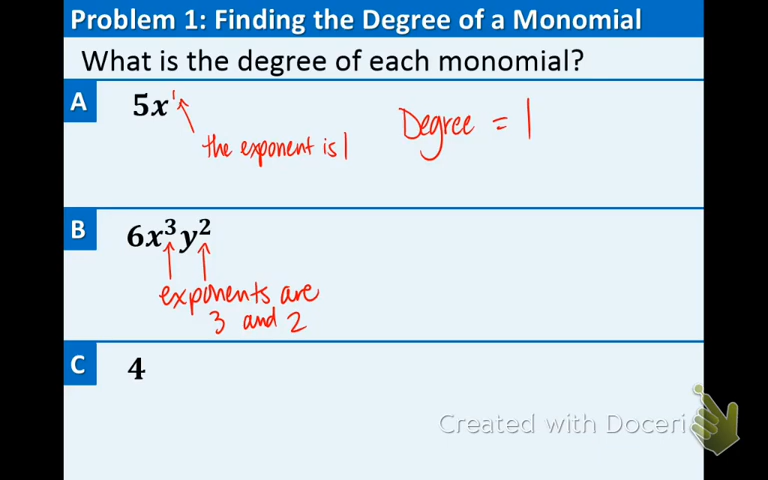 Problem 1: Finding the Degree of a Monomial
What is the degree of each monomial?
A 5x¹ Degree = 1
the exponent is 1
B 6x³y²
exponents are
3 and 2
C 4
Created with Doceri